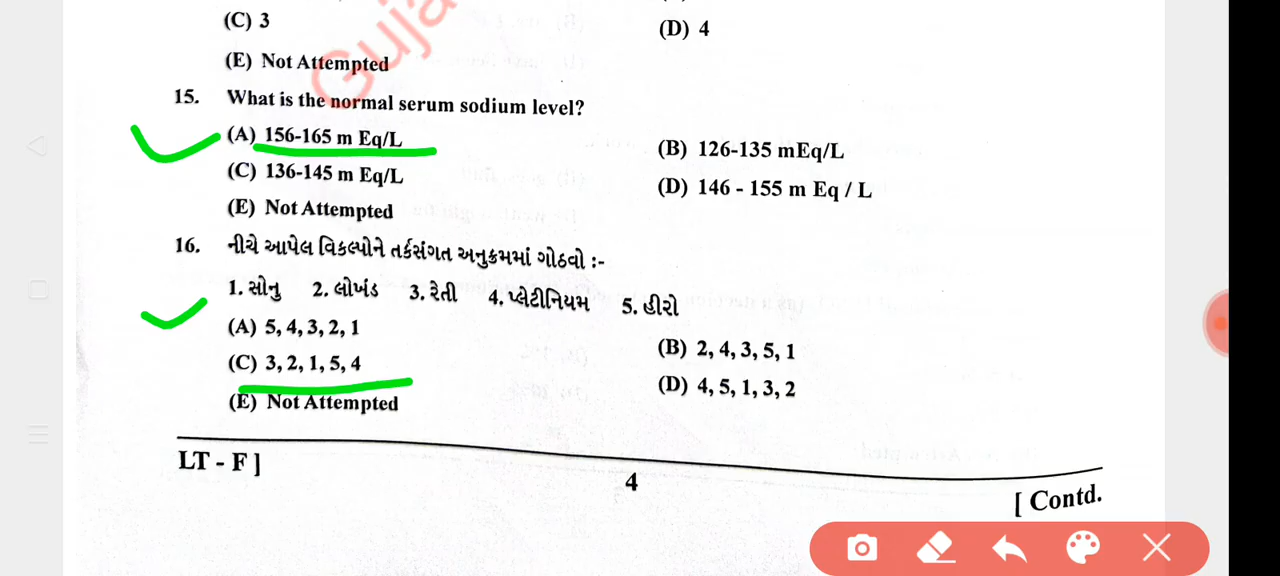 (C) 3
(D) 4
(E) Not Attempted
Guja
15. What is the normal serum sodium level?
(A) 156-165 m Eq/L
(B) 126-135 mEq/L
(C) 136-145 m Eq/L
(D) 146 - 155 m Eq / L
(E) Not Attempted
16. નીચે આપેલ વિકલ્પોને તર્કસંગત અનુક્રમમાં ગોઠવો :-
1. સોનુ 2. લોખંડ 3. રેતી 4. પ્લેટીનિયમ 5. હીરો
(A) 5, 4, 3, 2, 1
(B) 2, 4, 3, 5, 1
(C) 3, 2, 1, 5, 4
(D) 4, 5, 1, 3, 2
(E) Not Attempted
LT - F ]
4
[ Contd.